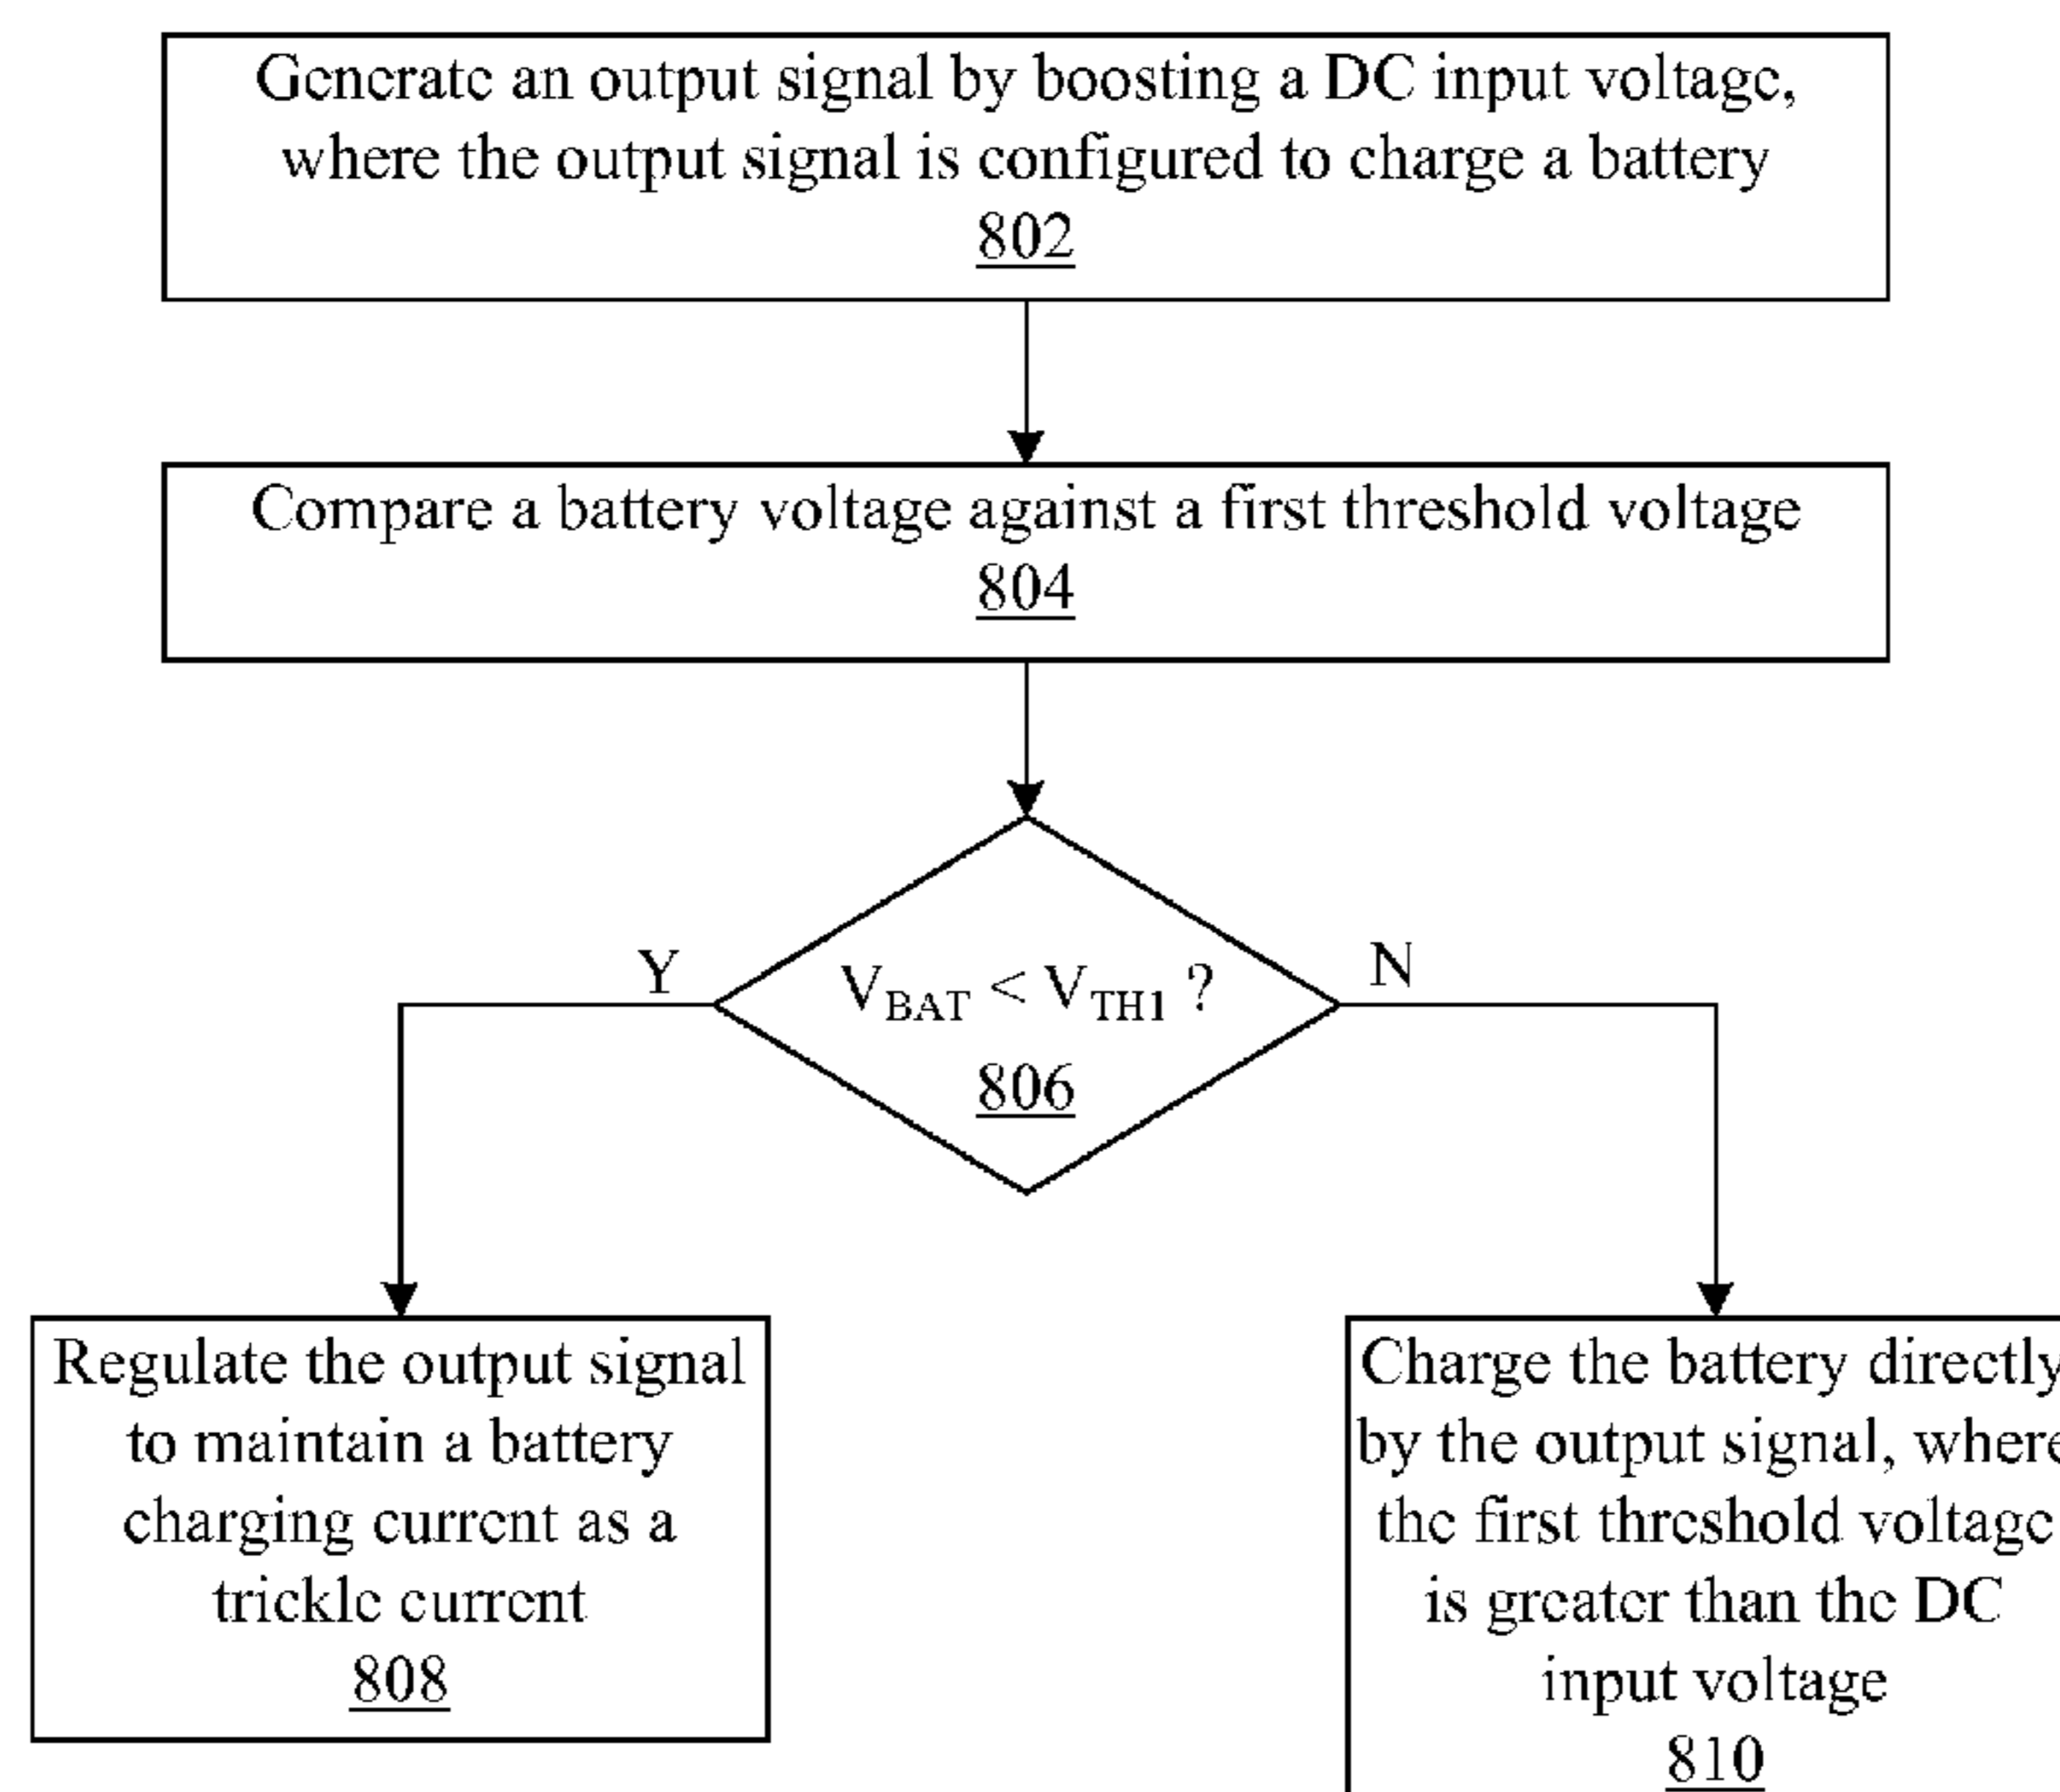 Generate an output signal by boosting a DC input voltage,
where the output signal is configured to charge a battery
802
Compare a battery voltage against a first threshold voltage
804
V_BAT < V_TH1 ?
806
Y
N
Regulate the output signal
to maintain a battery
charging current as a
trickle current
808
Charge the battery directly
by the output signal, where
the first threshold voltage
is greater than the DC
input voltage
810